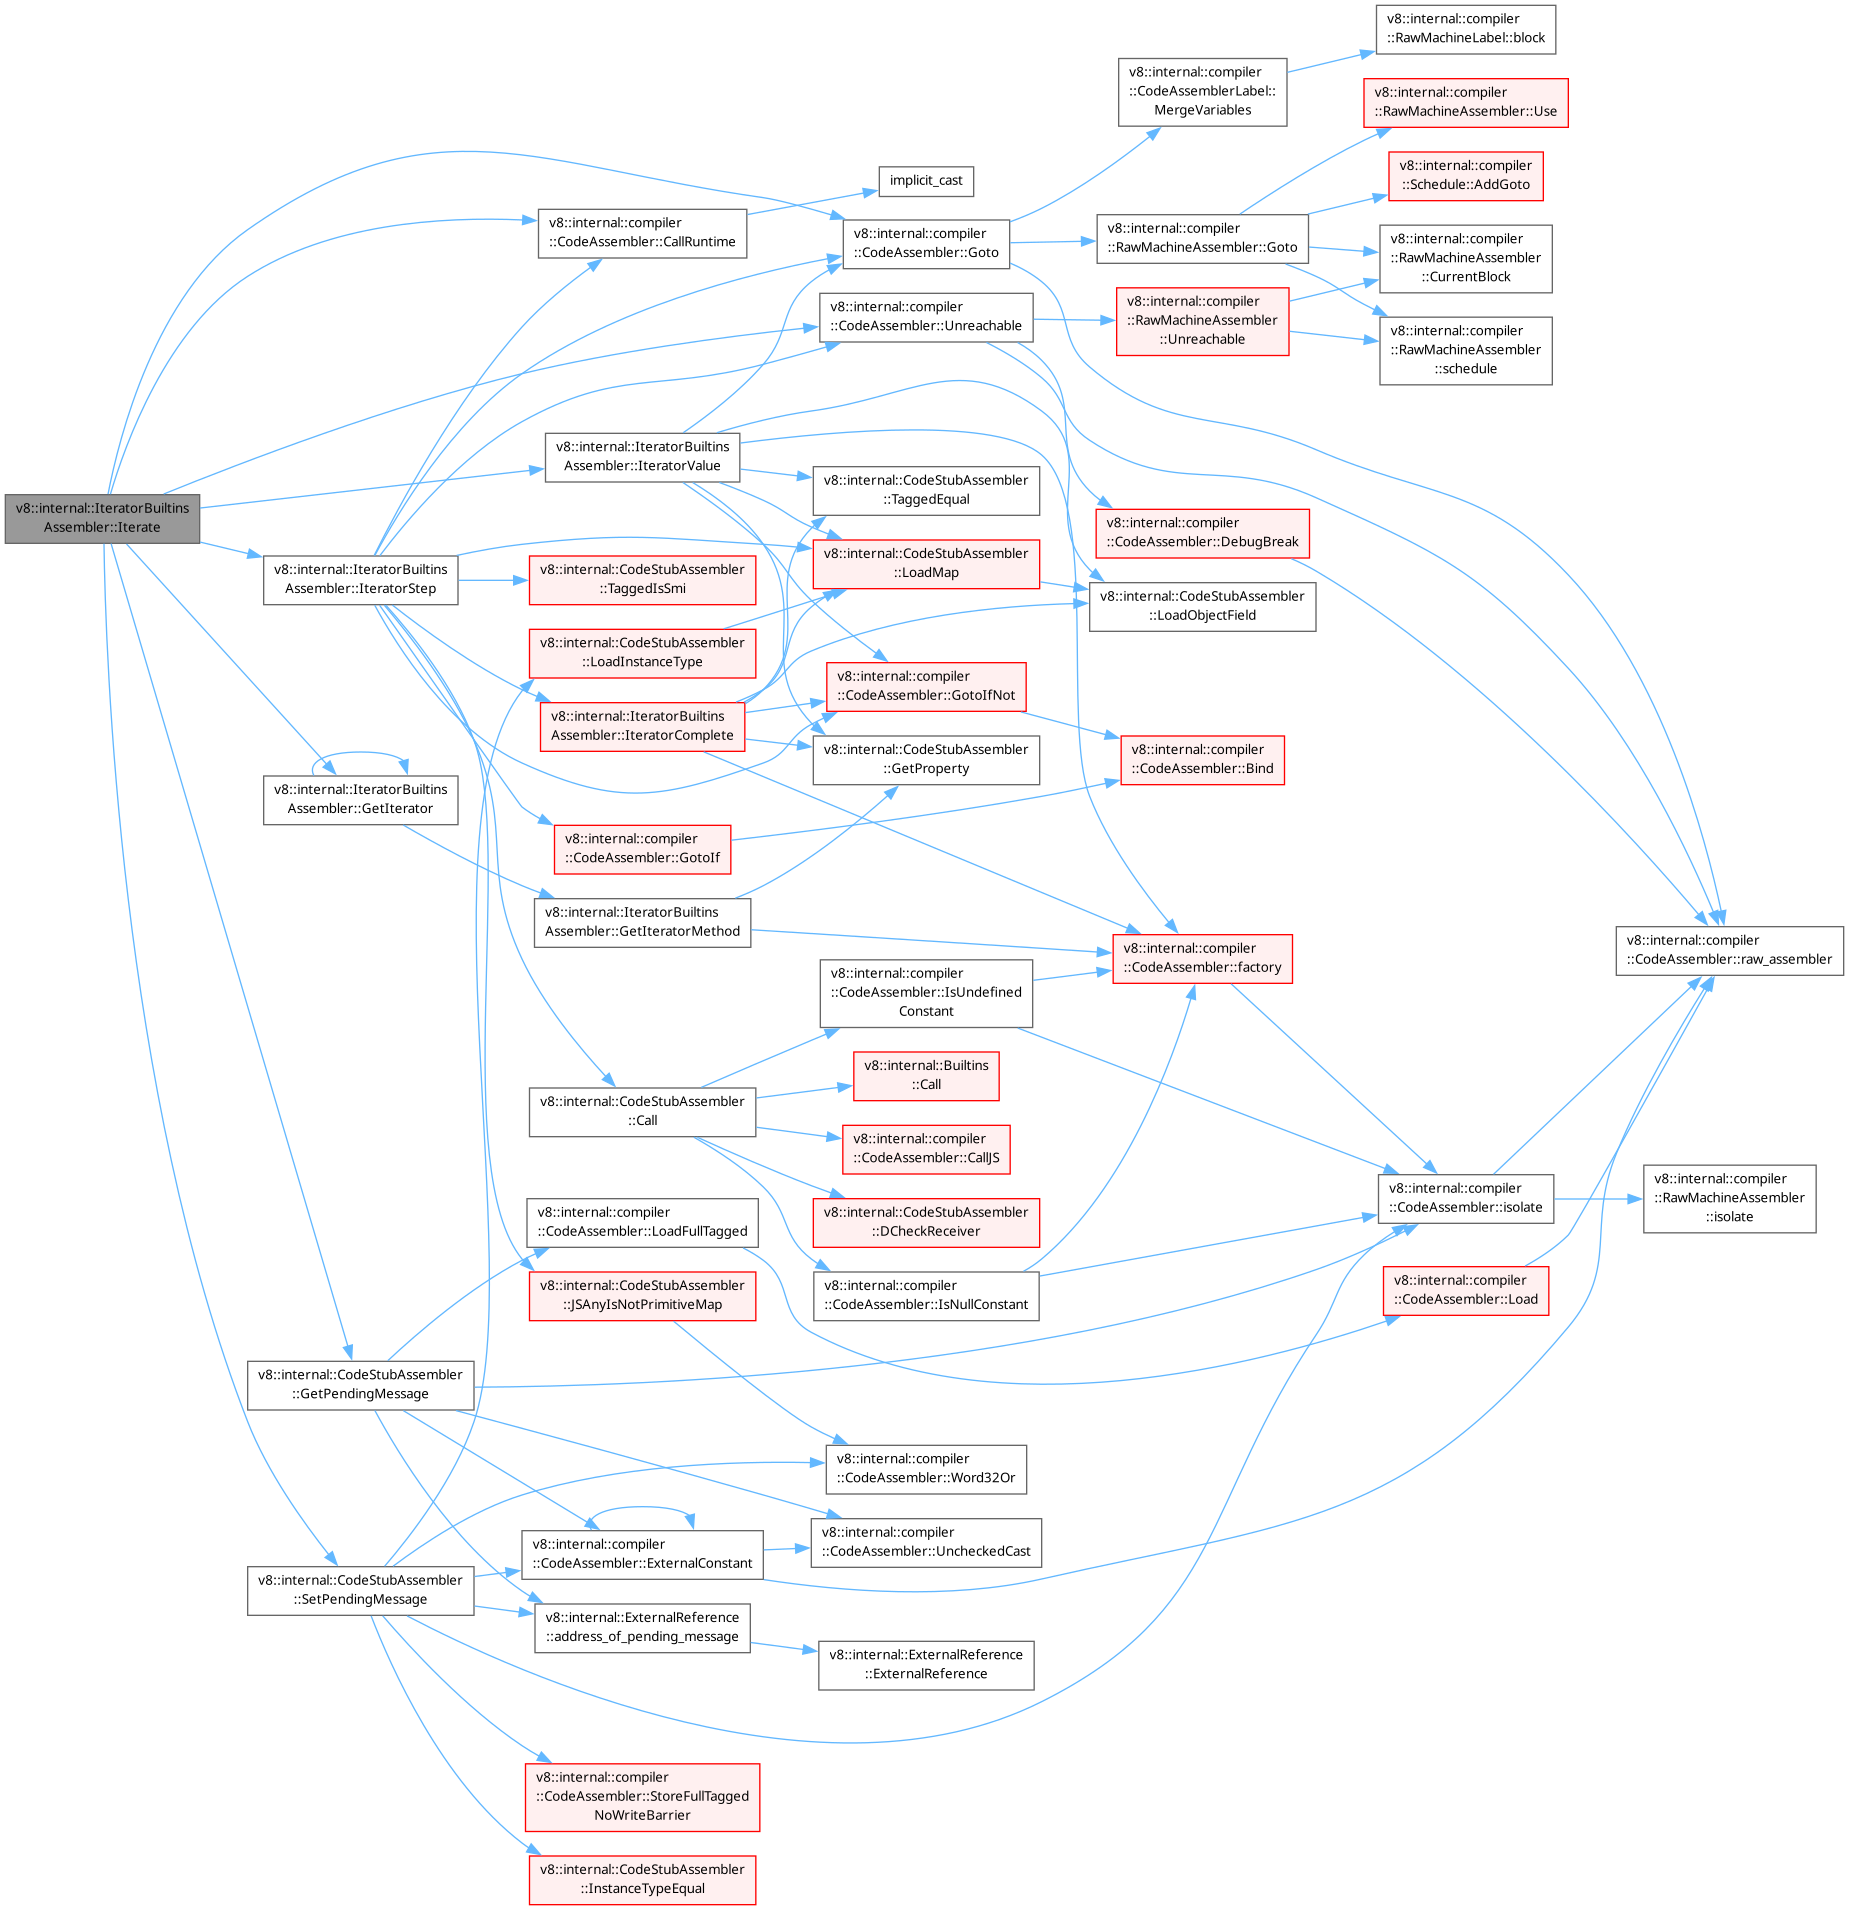 v8::internal::compiler
::RawMachineLabel::block
v8::internal::compiler
::CodeAssemblerLabel::
MergeVariables
v8::internal::compiler
::RawMachineAssembler::Use
v8::internal::compiler
::Schedule::AddGoto
implicit_cast
v8::internal::compiler
::CodeAssembler::CallRuntime
v8::internal::compiler
::CodeAssembler::Goto
v8::internal::compiler
::RawMachineAssembler::Goto
v8::internal::compiler
::RawMachineAssembler
::CurrentBlock
v8::internal::compiler
::CodeAssembler::Unreachable
v8::internal::compiler
::RawMachineAssembler
::Unreachable
v8::internal::compiler
::RawMachineAssembler
::schedule
v8::internal::IteratorBuiltins
Assembler::IteratorValue
v8::internal::CodeStubAssembler
::TaggedEqual
v8::internal::IteratorBuiltins
Assembler::Iterate
v8::internal::compiler
::CodeAssembler::DebugBreak
v8::internal::IteratorBuiltins
Assembler::IteratorStep
v8::internal::CodeStubAssembler
::TaggedIsSmi
v8::internal::CodeStubAssembler
::LoadMap
v8::internal::CodeStubAssembler
::LoadObjectField
v8::internal::CodeStubAssembler
::LoadInstanceType
v8::internal::compiler
::CodeAssembler::GotoIfNot
v8::internal::IteratorBuiltins
Assembler::IteratorComplete
v8::internal::CodeStubAssembler
::GetProperty
v8::internal::compiler
::CodeAssembler::Bind
v8::internal::IteratorBuiltins
Assembler::GetIterator
v8::internal::compiler
::CodeAssembler::GotoIf
v8::internal::IteratorBuiltins
Assembler::GetIteratorMethod
v8::internal::compiler
::CodeAssembler::factory
v8::internal::compiler
::CodeAssembler::raw_assembler
v8::internal::compiler
::CodeAssembler::IsUndefined
Constant
v8::internal::Builtins
::Call
v8::internal::CodeStubAssembler
::Call
v8::internal::compiler
::CodeAssembler::CallJS
v8::internal::CodeStubAssembler
::DCheckReceiver
v8::internal::compiler
::CodeAssembler::isolate
v8::internal::compiler
::RawMachineAssembler
::isolate
v8::internal::compiler
::CodeAssembler::LoadFullTagged
v8::internal::CodeStubAssembler
::JSAnyIsNotPrimitiveMap
v8::internal::compiler
::CodeAssembler::IsNullConstant
v8::internal::compiler
::CodeAssembler::Load
v8::internal::CodeStubAssembler
::GetPendingMessage
v8::internal::compiler
::CodeAssembler::Word32Or
v8::internal::compiler
::CodeAssembler::ExternalConstant
v8::internal::compiler
::CodeAssembler::UncheckedCast
v8::internal::CodeStubAssembler
::SetPendingMessage
v8::internal::ExternalReference
::address_of_pending_message
v8::internal::ExternalReference
::ExternalReference
v8::internal::compiler
::CodeAssembler::StoreFullTagged
NoWriteBarrier
v8::internal::CodeStubAssembler
::InstanceTypeEqual